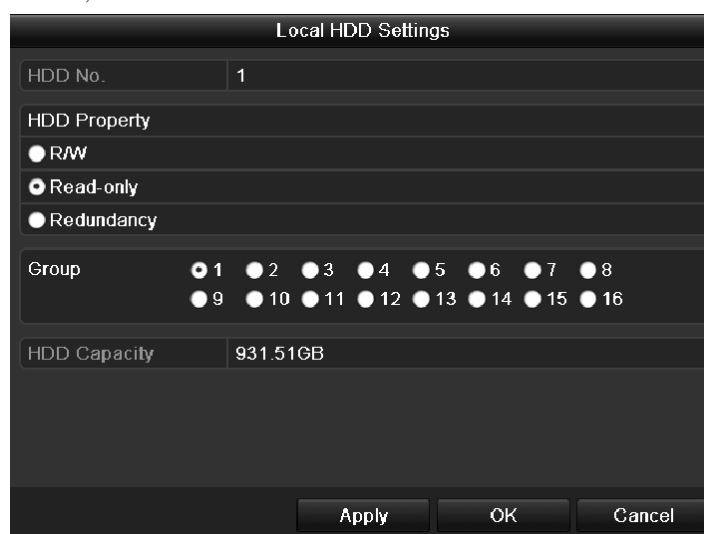 Local HDD Settings
HDD No. 1
HDD Property
R/W
Read-only
Redundancy
Group 1 2 3 4 5 6 7 8
9 10 11 12 13 14 15 16
HDD Capacity 931.51GB
Apply OK Cancel